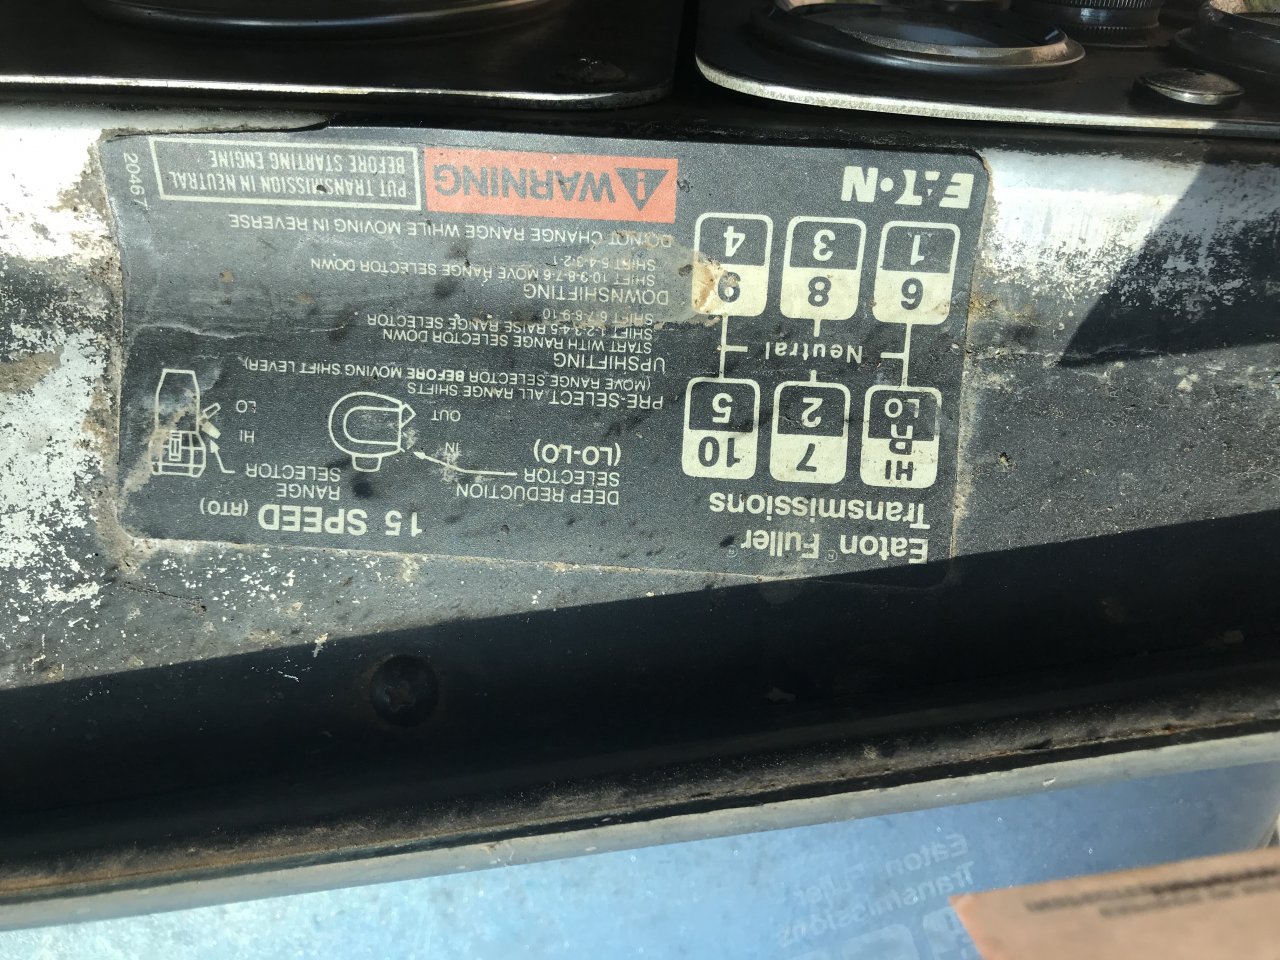 Eaton® Fuller®
Transmissions
HI R LO
7 2
10 5
Neutral
6 1
8 3
9 4
EATON
15 SPEED (RTO)
DEEP REDUCTION
SELECTOR
(LO-LO)
IN
OUT
RANGE
SELECTOR
HI
LO
PRE-SELECT ALL RANGE SHIFTS
(MOVE RANGE SELECTOR BEFORE MOVING SHIFT LEVER)
UPSHIFTING
START WITH RANGE SELECTOR DOWN
SHIFT 1-2-3-4-5 RAISE RANGE SELECTOR
SHIFT 6-7-8-9-10
DOWNSHIFTING
SHIFT 10-9-8-7-6 MOVE RANGE SELECTOR DOWN
SHIFT 5-4-3-2-1
DO NOT CHANGE RANGE WHILE MOVING IN REVERSE
WARNING
PUT TRANSMISSION IN NEUTRAL
BEFORE STARTING ENGINE
20467
Eaton Fuller
Transmissions